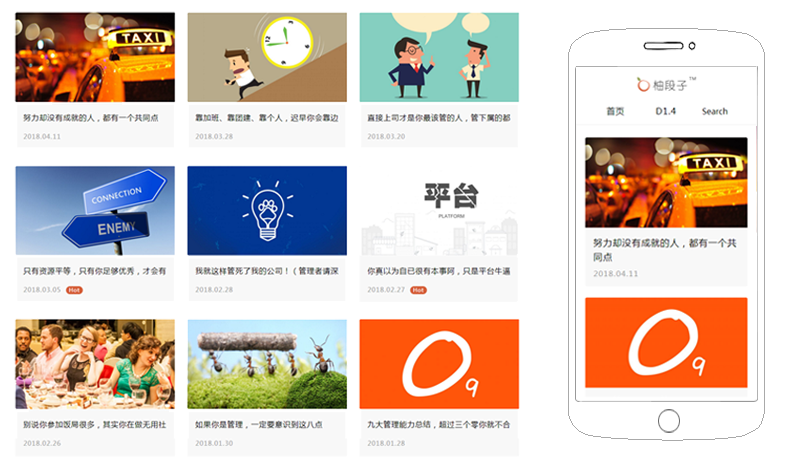 TAXI
努力却没有成就的人，都有一个共同点
2018.04.11
靠加班、靠团建、靠个人，迟早你会靠边
2018.03.28
直接上司才是你最该管的人，管下属的都
2018.03.20
CONNECTION
ENEMY
只有资源平等，只有你足够优秀，才会有
2018.03.05 Hot
我就这样管死了我的公司！（管理者请深
2018.02.28
平台
PLATFORM
你真以为自己很有本事阿，只是平台牛逼
2018.02.27 Hot
别说你参加饭局很多，其实你在做无用社
2018.02.26
如果你是管理，一定要意识到这八点
2018.01.30
O9
九大管理能力总结，超过三个零你就不合
2018.01.28
柚段子™
首页 D1.4 Search
TAXI
努力却没有成就的人，都有一个共
同点
2018.04.11
O9